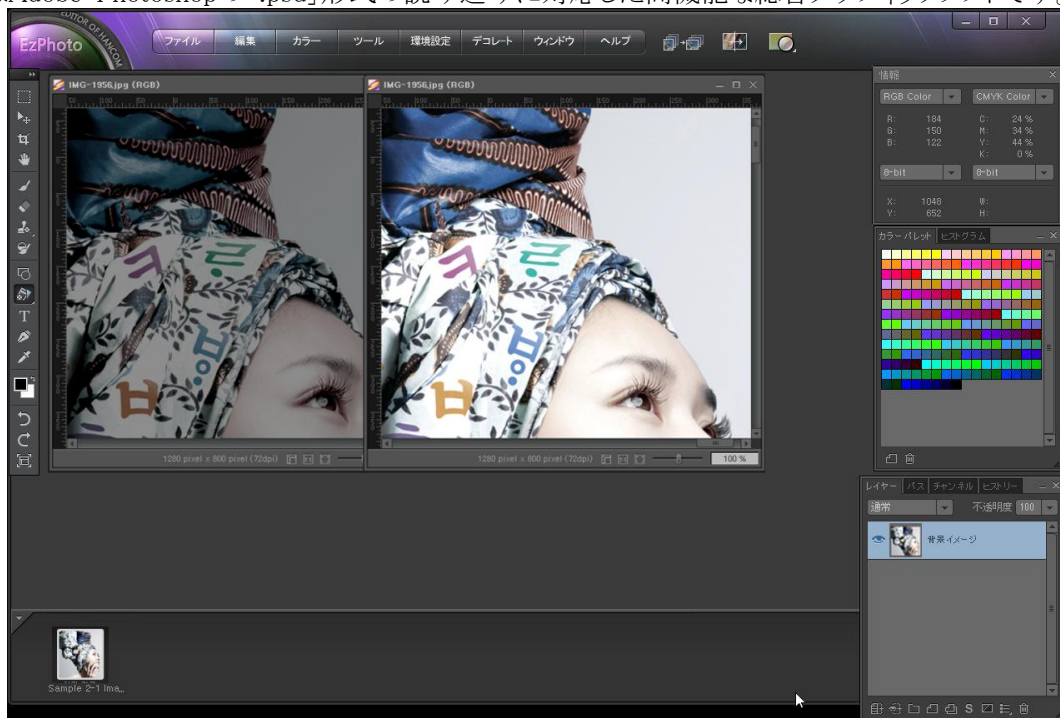 Adobe Photoshop の「.psd」形式の読み込みに対応した高機能な総合グラフィックソフトです。
EDITOR OF HANCOM
EzPhoto
ファイル 編集 カラー ツール 環境設定 デコレート ウィンドウ ヘルプ
IMG-1956.jpg (RGB)
IMG-1956.jpg (RGB)
情報
RGB Color CMYK Color
R: 184 C: 24 %
G: 150 M: 34 %
B: 122 Y: 44 %
K: 0 %
8-bit 8-bit
X: 1048 W:
Y: 652 H:
カラーパレット ヒストグラム
ㅋ ㄹ
ㅂ
ㅍ
T
1280 pixel x 800 pixel (72dpi)
1280 pixel x 800 pixel (72dpi) 100 %
レイヤー パス チャンネル ヒストリー
通常 不透明度 100
背景イメージ
Sample 2-1 Ima...
S